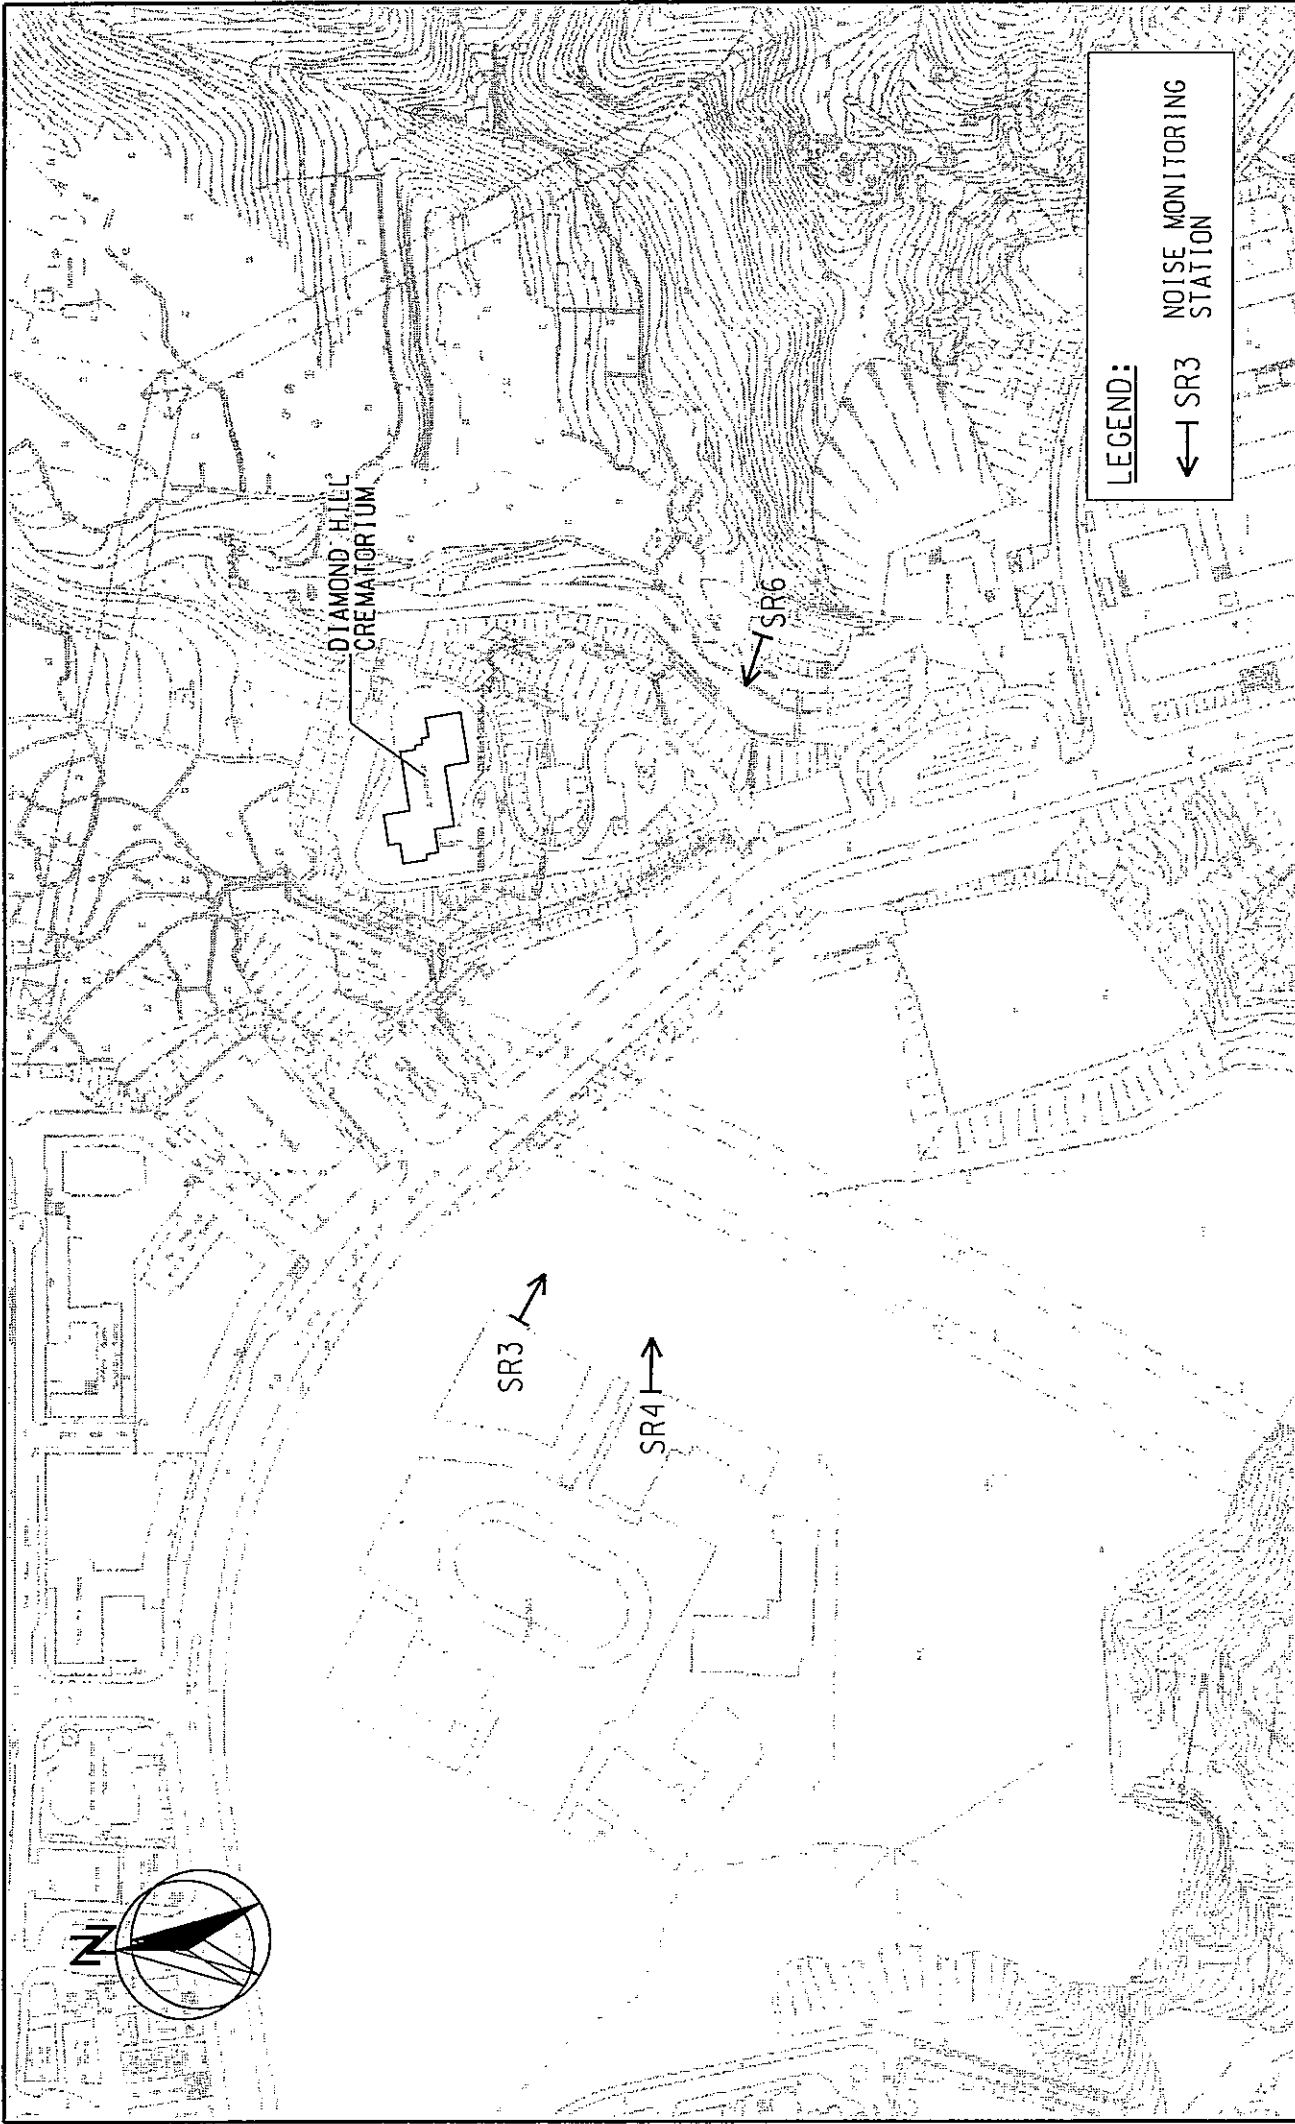 N
DIAMOND HILL
CREMATORIUM
SR3
SR4
SR6
LEGEND:
SR3 NOISE MONITORING
STATION